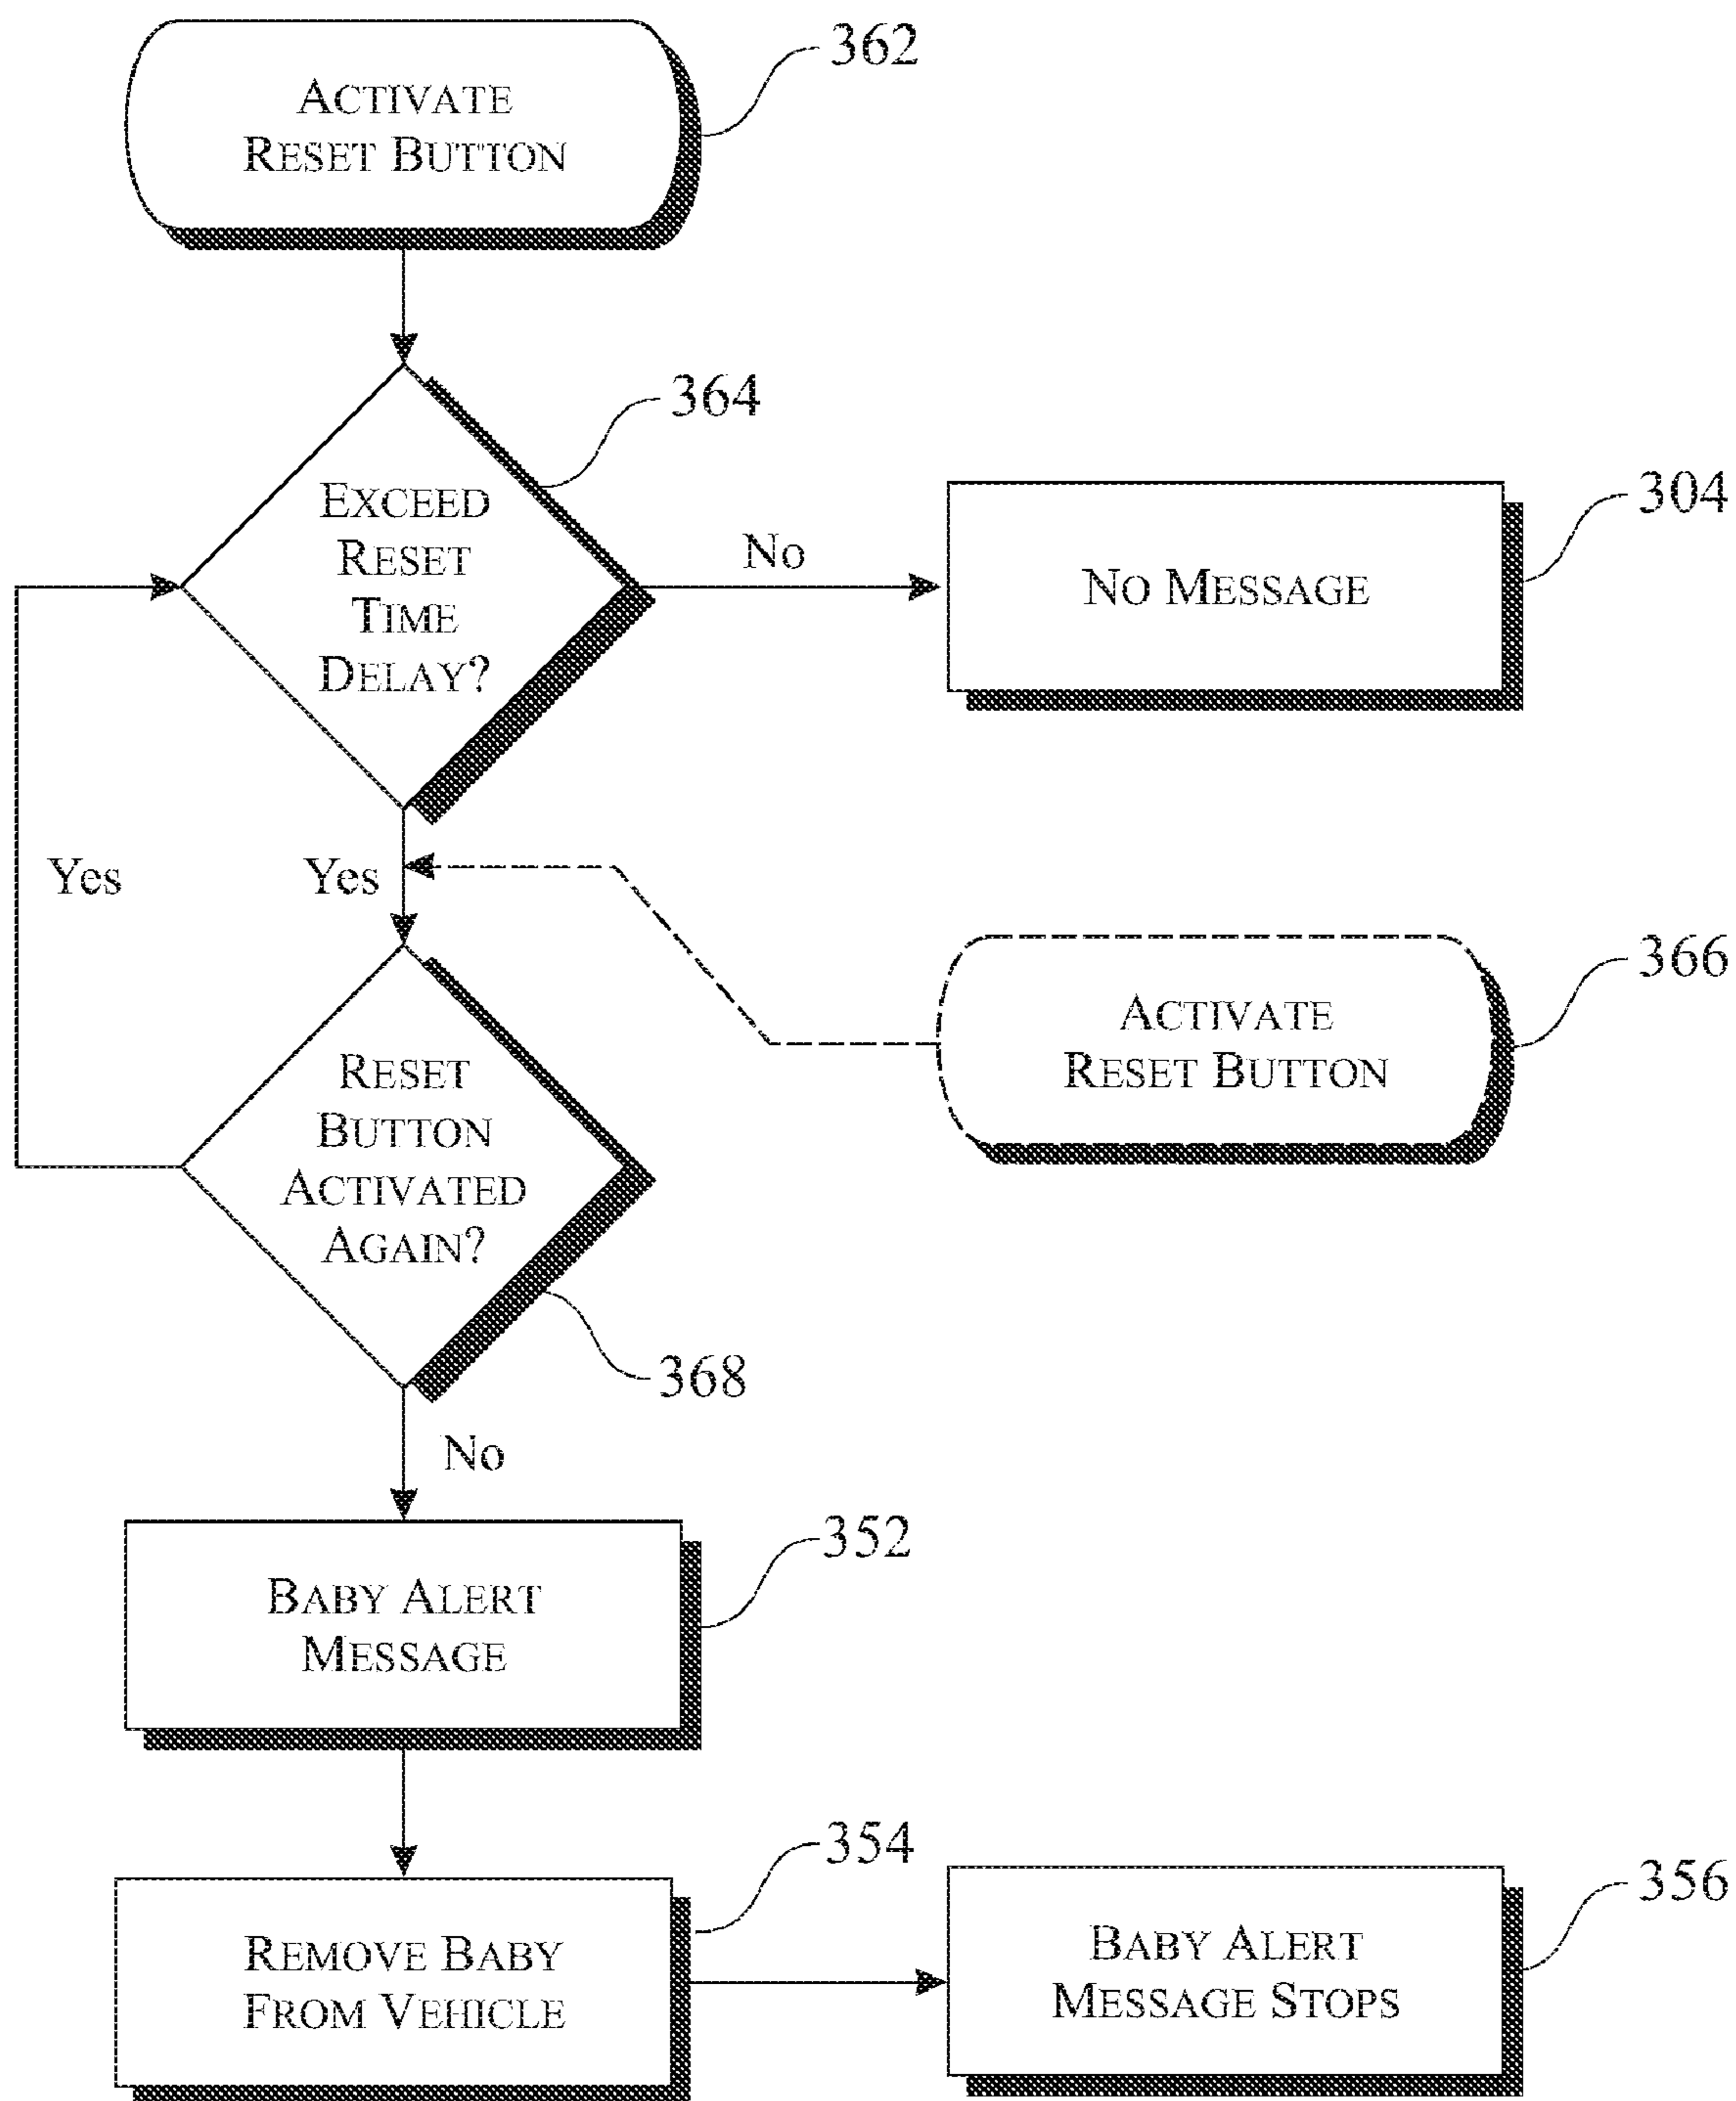 ACTIVATE
RESET BUTTON
362
EXCEED
RESET
TIME
DELAY?
364
No
NO MESSAGE
304
Yes
Yes
ACTIVATE
RESET BUTTON
366
RESET
BUTTON
ACTIVATED
AGAIN?
368
No
BABY ALERT
MESSAGE
352
REMOVE BABY
FROM VEHICLE
354
BABY ALERT
MESSAGE STOPS
356